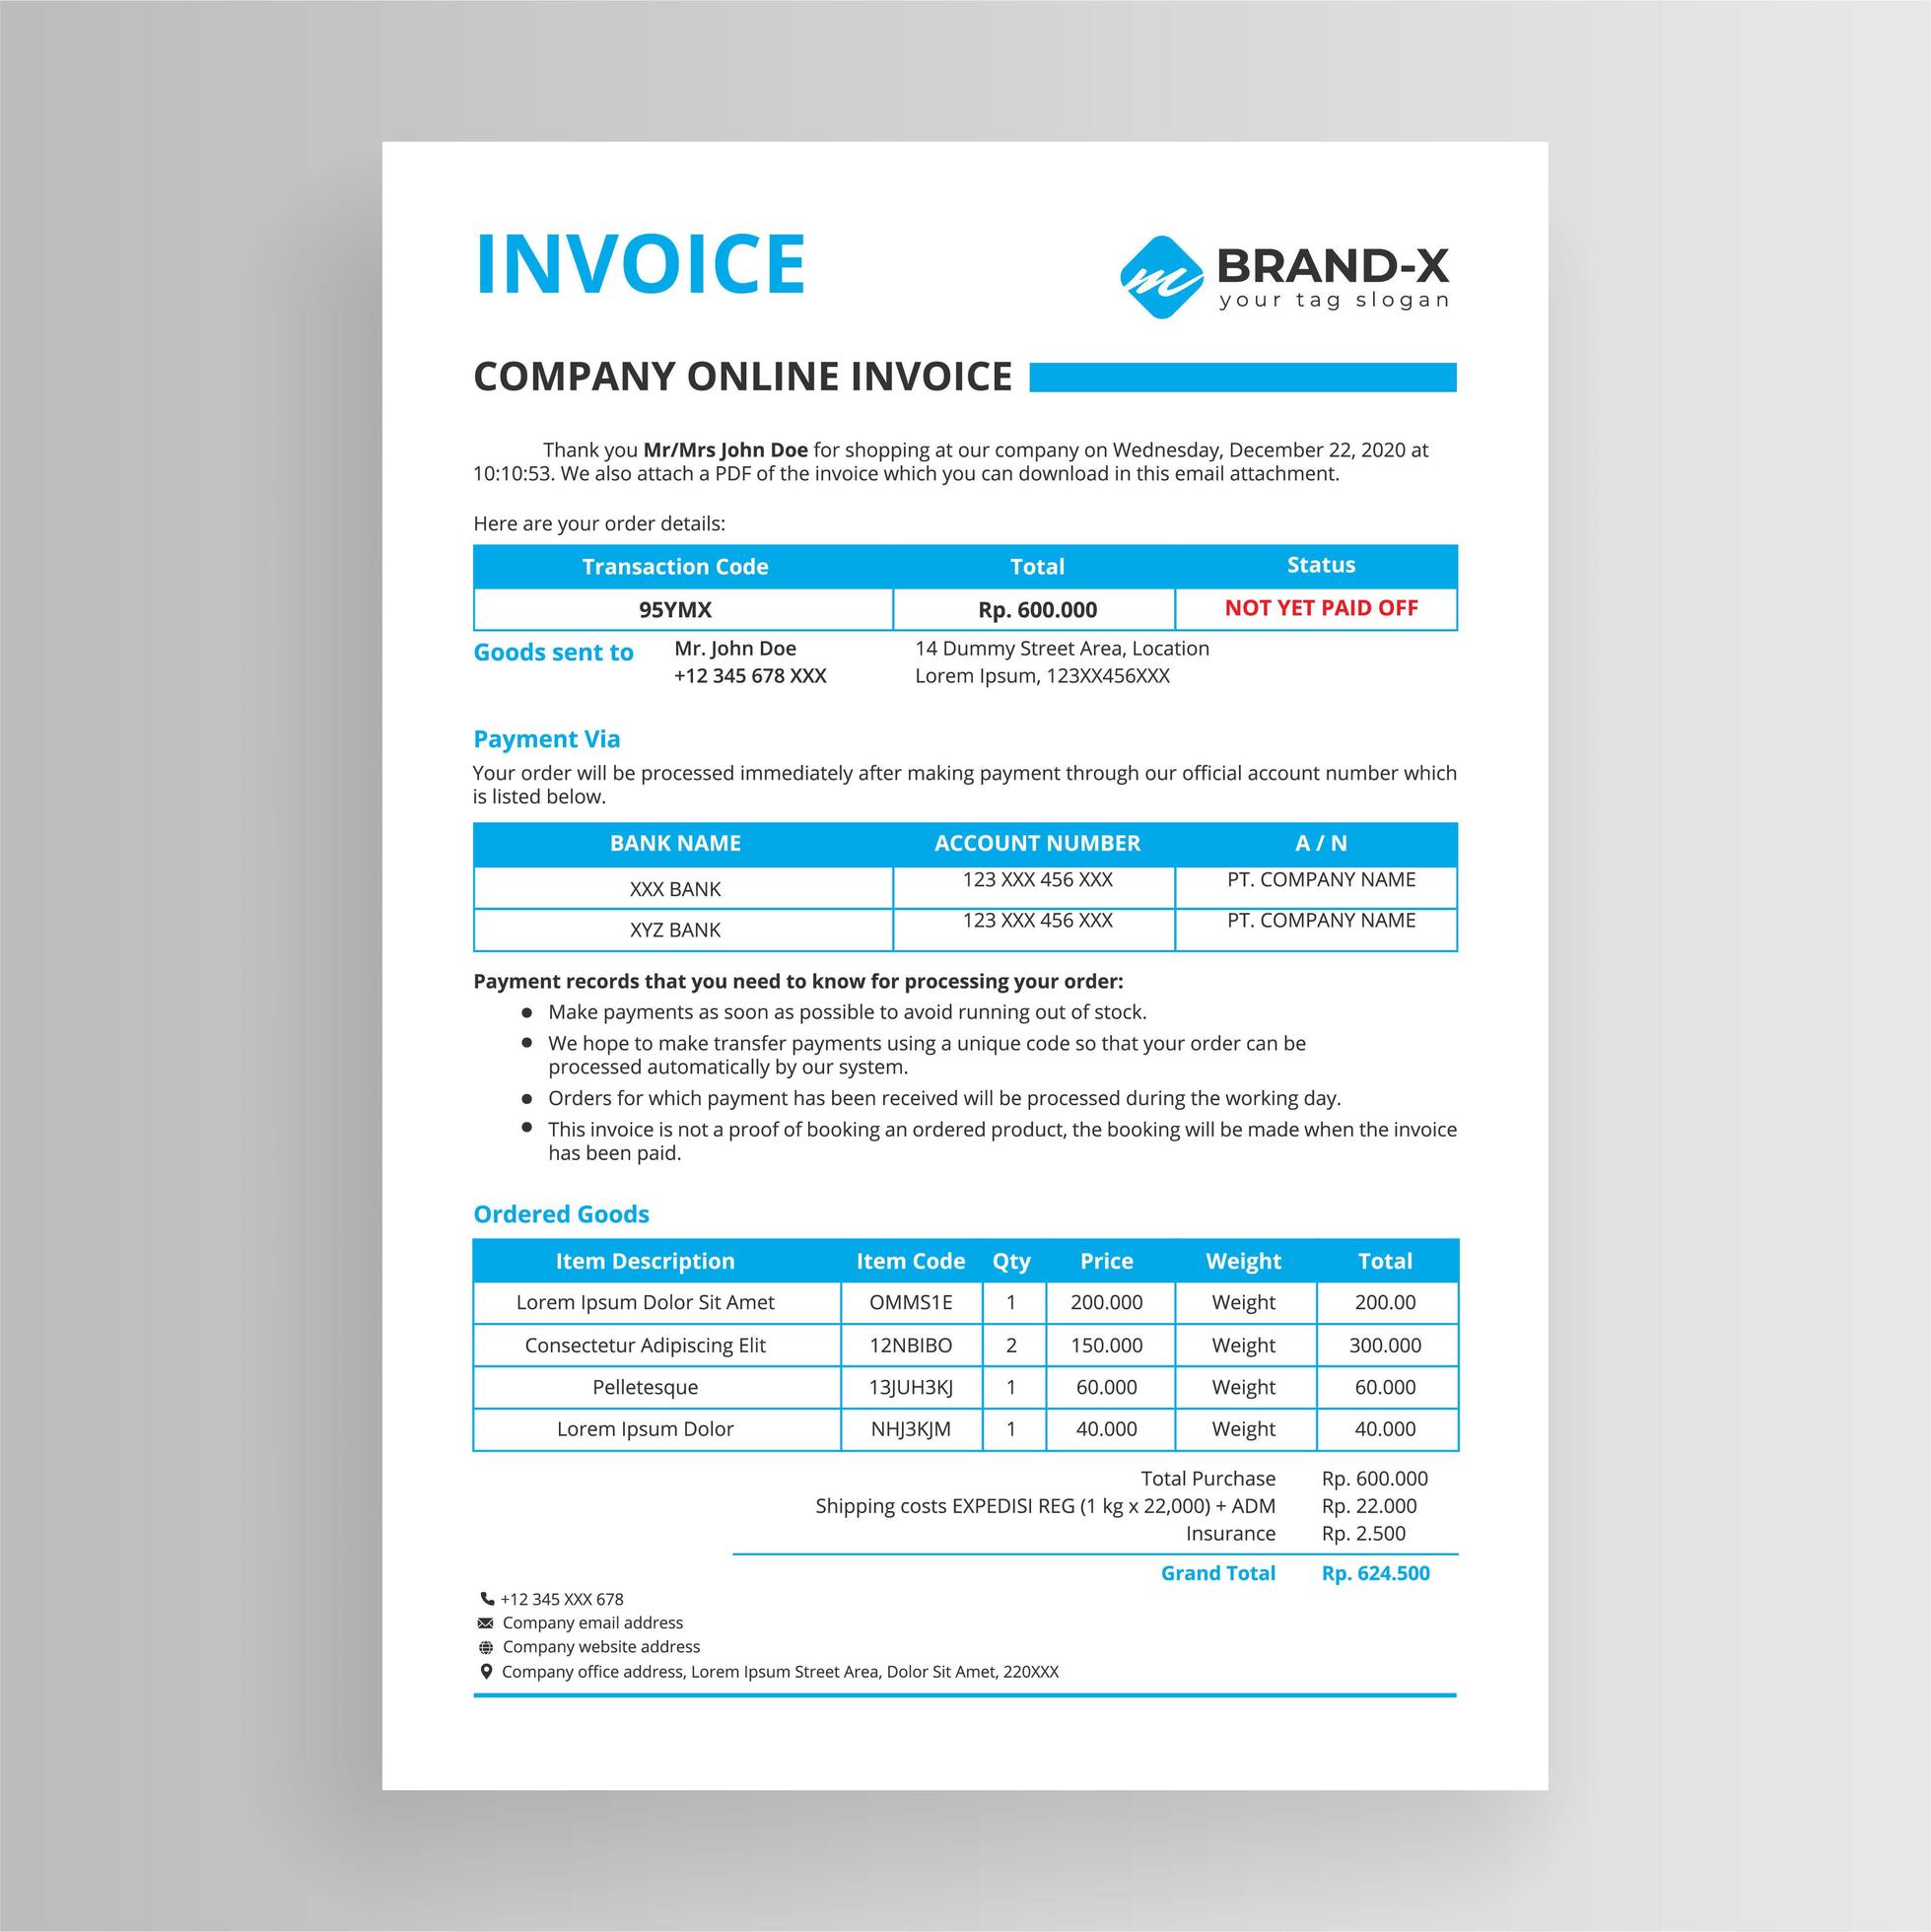 INVOICE
BRAND-X
your tag slogan
COMPANY ONLINE INVOICE
Thank you Mr/Mrs John Doe for shopping at our company on Wednesday, December 22, 2020 at
10:10:53. We also attach a PDF of the invoice which you can download in this email attachment.
Here are your order details:
Transaction Code Total Status
95YMX Rp. 600.000 NOT YET PAID OFF
Goods sent to Mr. John Doe 14 Dummy Street Area, Location
+12 345 678 XXX Lorem Ipsum, 123XX456XXX
Payment Via
Your order will be processed immediately after making payment through our official account number which
is listed below.
BANK NAME ACCOUNT NUMBER A / N
XXX BANK 123 XXX 456 XXX PT. COMPANY NAME
XYZ BANK 123 XXX 456 XXX PT. COMPANY NAME
Payment records that you need to know for processing your order:
● Make payments as soon as possible to avoid running out of stock.
● We hope to make transfer payments using a unique code so that your order can be
processed automatically by our system.
● Orders for which payment has been received will be processed during the working day.
● This invoice is not a proof of booking an ordered product, the booking will be made when the invoice
has been paid.
Ordered Goods
Item Description Item Code Qty Price Weight Total
Lorem Ipsum Dolor Sit Amet OMMS1E 1 200.000 Weight 200.00
Consectetur Adipiscing Elit 12NBIBO 2 150.000 Weight 300.000
Pelletesque 13JUH3KJ 1 60.000 Weight 60.000
Lorem Ipsum Dolor NHJ3KJM 1 40.000 Weight 40.000
Total Purchase Rp. 600.000
Shipping costs EXPEDISI REG (1 kg x 22,000) + ADM Rp. 22.000
Insurance Rp. 2.500
Grand Total Rp. 624.500
+12 345 XXX 678
Company email address
Company website address
Company office address, Lorem Ipsum Street Area, Dolor Sit Amet, 220XXX